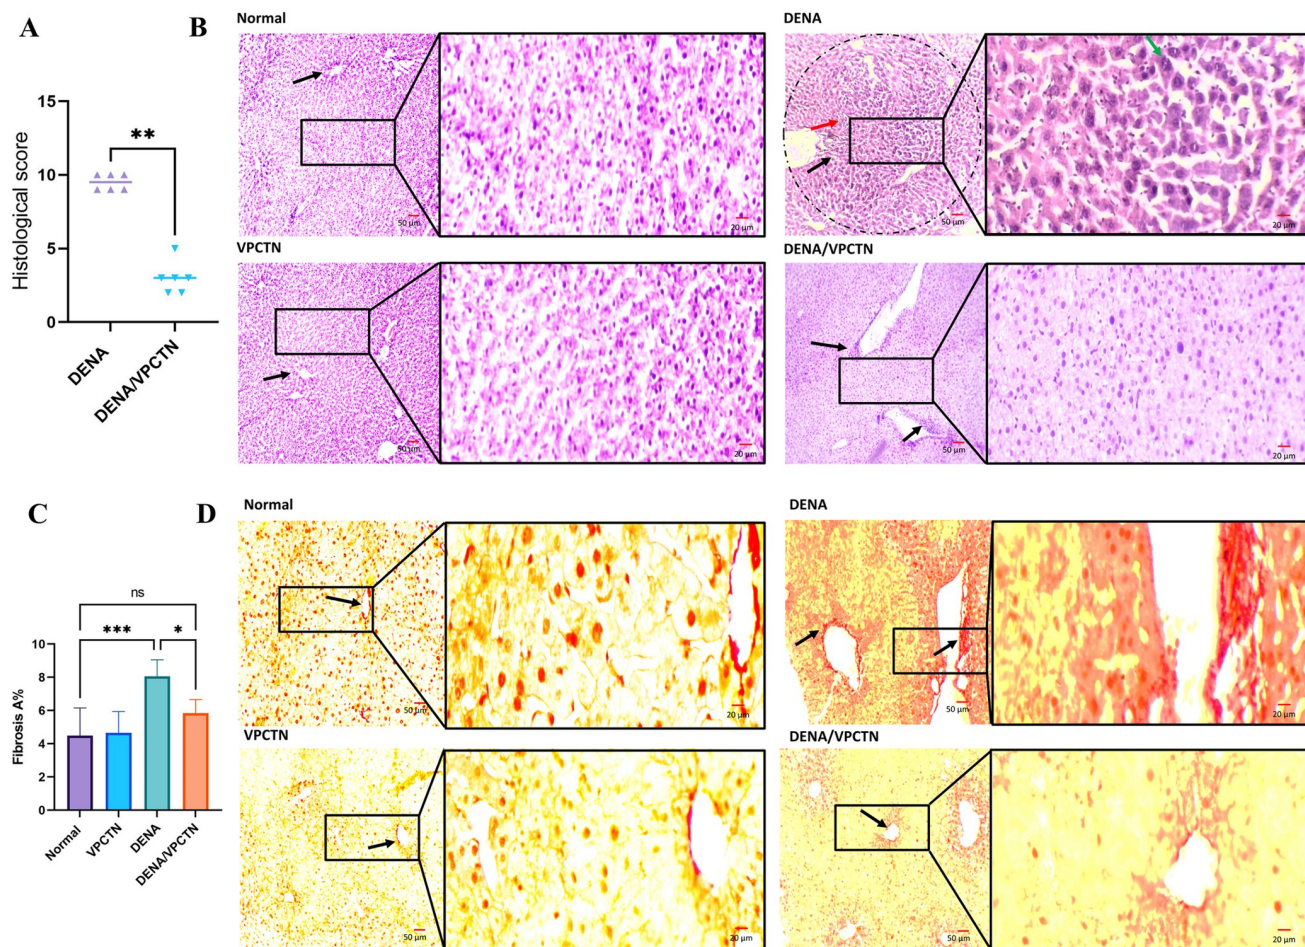 A
Histological score
15
10
5
0
**
DENA
DENA/VPCTN
B
Normal
50 µm
20 µm
DENA
50 µm
20 µm
VPCTN
50 µm
20 µm
DENA/VPCTN
50 µm
20 µm
C
Fibrosis A%
10
8
6
4
2
0
ns
***
*
Normal
VPCTN
DENA
DENA/VPCTN
D
Normal
50 µm
20 µm
DENA
50 µm
20 µm
VPCTN
50 µm
20 µm
DENA/VPCTN
50 µm
20 µm